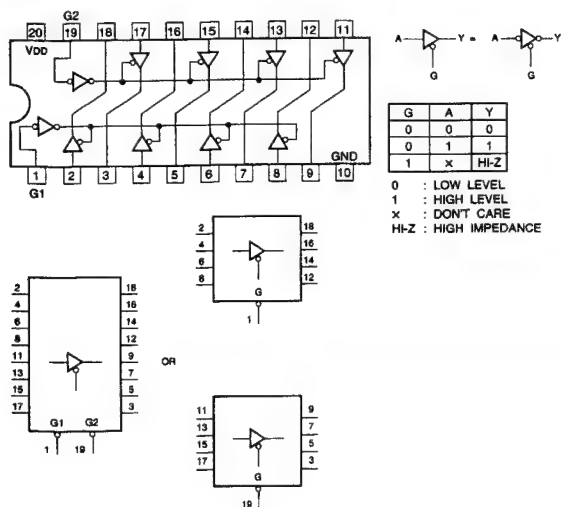 G2
20 19 18 17 16 15 14 13 12 11
VDD
GND
1 2 3 4 5 6 7 8 9 10
G1
A Y = A Y
G G
G A Y
0 0 0
0 1 1
1 × HI-Z
0 : LOW LEVEL
1 : HIGH LEVEL
× : DON'T CARE
HI-Z : HIGH IMPEDANCE
2 18
4 16
6 14
8 12
G
1
2 18
4 16
6 14
8 12
11 9
13 7
15 5
17 3
G1 G2
1 19
OR
11 9
13 7
15 5
17 3
G
19